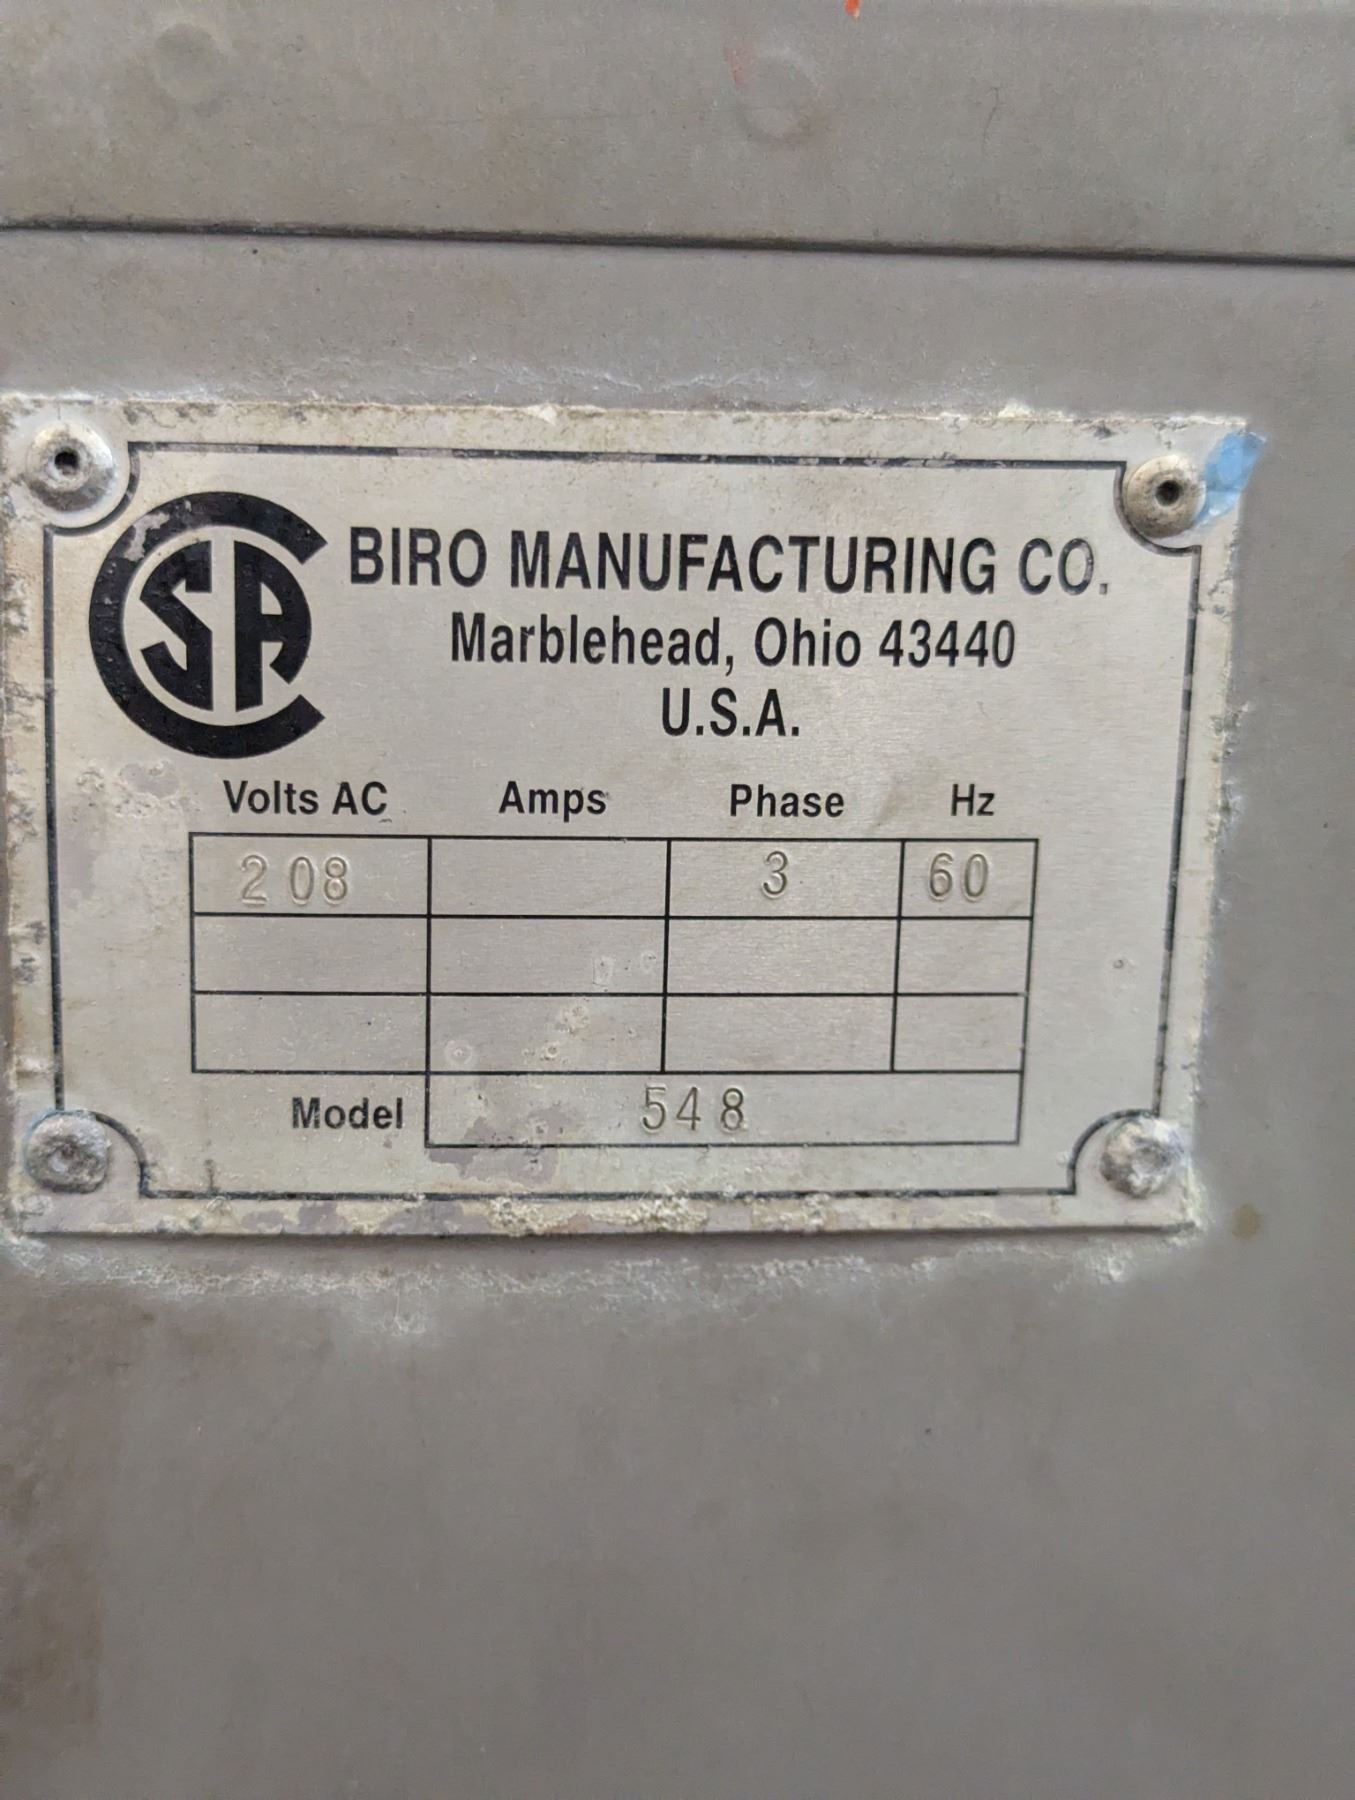 CSA
BIRO MANUFACTURING CO.
Marblehead, Ohio 43440
U.S.A.
Volts AC Amps Phase Hz
208 3 60
Model 548